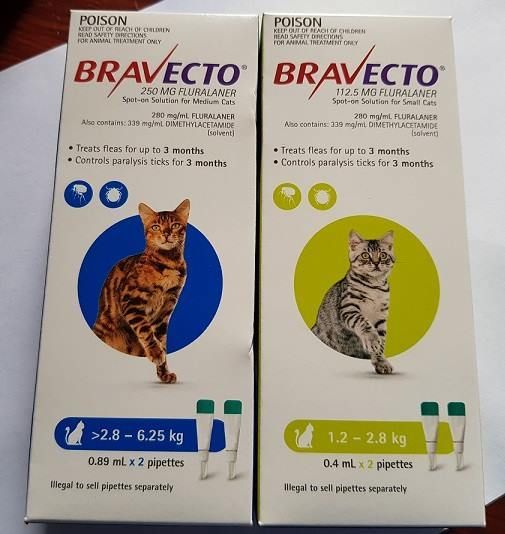 POISON
KEEP OUT OF REACH OF CHILDREN
READ SAFETY DIRECTIONS
FOR ANIMAL TREATMENT ONLY
BRAVECTO®
250 MG FLURALANER
Spot-on Solution for Medium Cats
280 mg/mL FLURALANER
Also contains: 339 mg/mL DIMETHYLACETAMIDE
(solvent)
• Treats fleas for up to 3 months
• Controls paralysis ticks for 3 months
>2.8 – 6.25 kg
0.89 mL x 2 pipettes
Illegal to sell pipettes separately
POISON
KEEP OUT OF REACH OF CHILDREN
READ SAFETY DIRECTIONS
FOR ANIMAL TREATMENT ONLY
BRAVECTO®
112.5 MG FLURALANER
Spot-on Solution for Small Cats
280 mg/mL FLURALANER
Also contains: 339 mg/mL DIMETHYLACETAMIDE
(solvent)
• Treats fleas for up to 3 months
• Controls paralysis ticks for 3 months
1.2 – 2.8 kg
0.4 mL x 2 pipettes
Illegal to sell pipettes separately